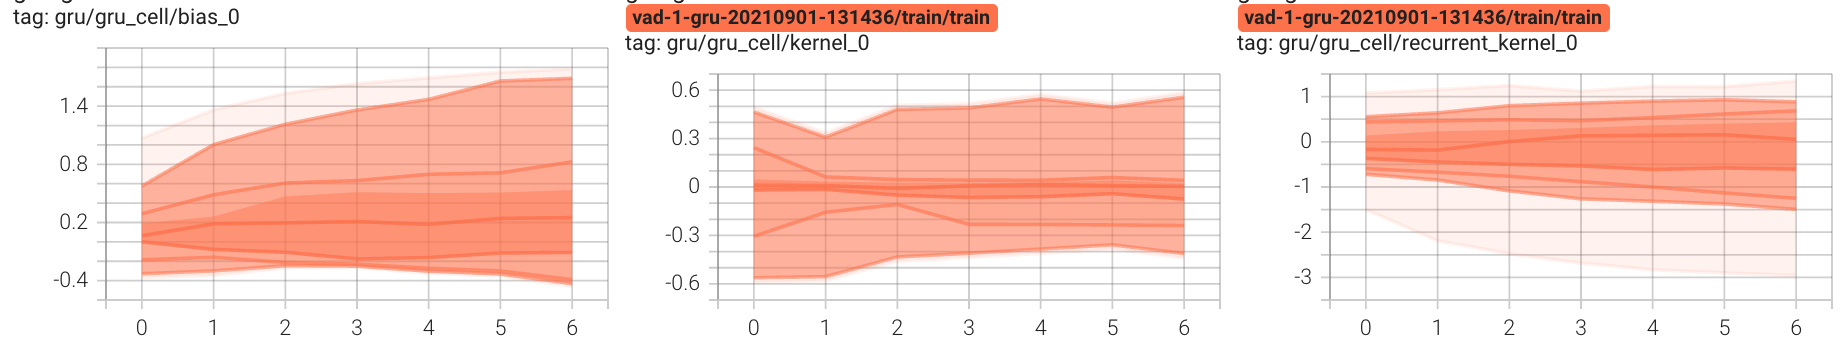 tag: gru/gru_cell/bias_0
1.4
0.8
0.2
-0.4
0 1 2 3 4 5 6
vad-1-gru-20210901-131436/train/train
tag: gru/gru_cell/kernel_0
0.6
0.3
0
-0.3
-0.6
0 1 2 3 4 5 6
vad-1-gru-20210901-131436/train/train
tag: gru/gru_cell/recurrent_kernel_0
1
0
-1
-2
-3
0 1 2 3 4 5 6